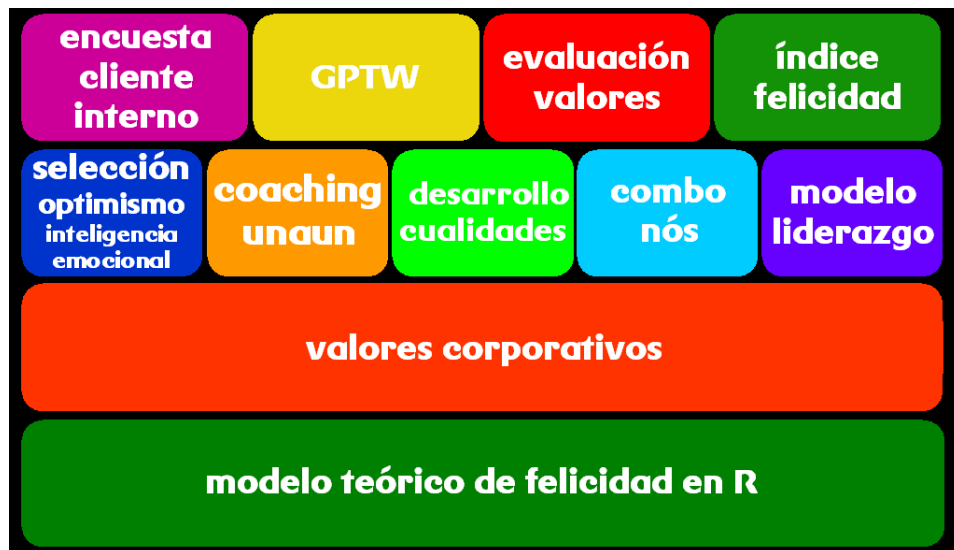 encuesta
cliente
interno
GPTW
evaluación
valores
índice
felicidad
selección
optimismo
inteligencia
emocional
coaching
unaun
desarrollo
cualidades
combo
nós
modelo
liderazgo
valores corporativos
modelo teórico de felicidad en R